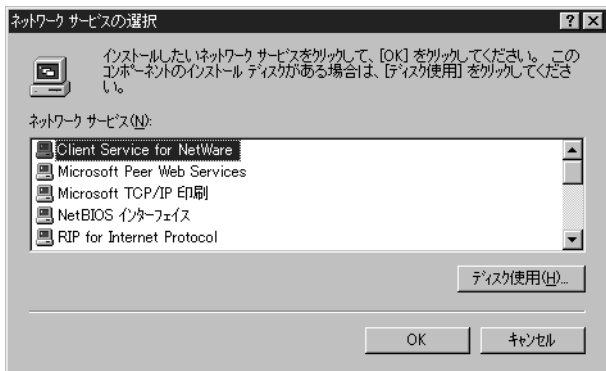 ネットワーク サービスの選択
インストールしたいネットワーク サービスをクリックして、[OK] をクリックしてください。 この
コンポーネントのインストール ディスクがある場合は、[ディスク使用] をクリックしてくださ
い。
ネットワーク サービス(N):
Client Service for NetWare
Microsoft Peer Web Services
Microsoft TCP/IP 印刷
NetBIOS インターフェイス
RIP for Internet Protocol
ディスク使用(H)...
OK
キャンセル